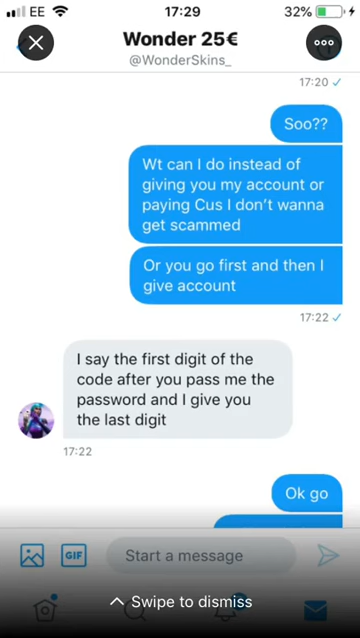 EE 17:29 32%
Wonder 25€
@WonderSkins_
17:20 ✓
Soo??
Wt can I do instead of
giving you my account or
paying Cus I don't wanna
get scammed
Or you go first and then I
give account
17:22 ✓
I say the first digit of the
code after you pass me the
password and I give you
the last digit
17:22
Ok go
GIF Start a message
Swipe to dismiss